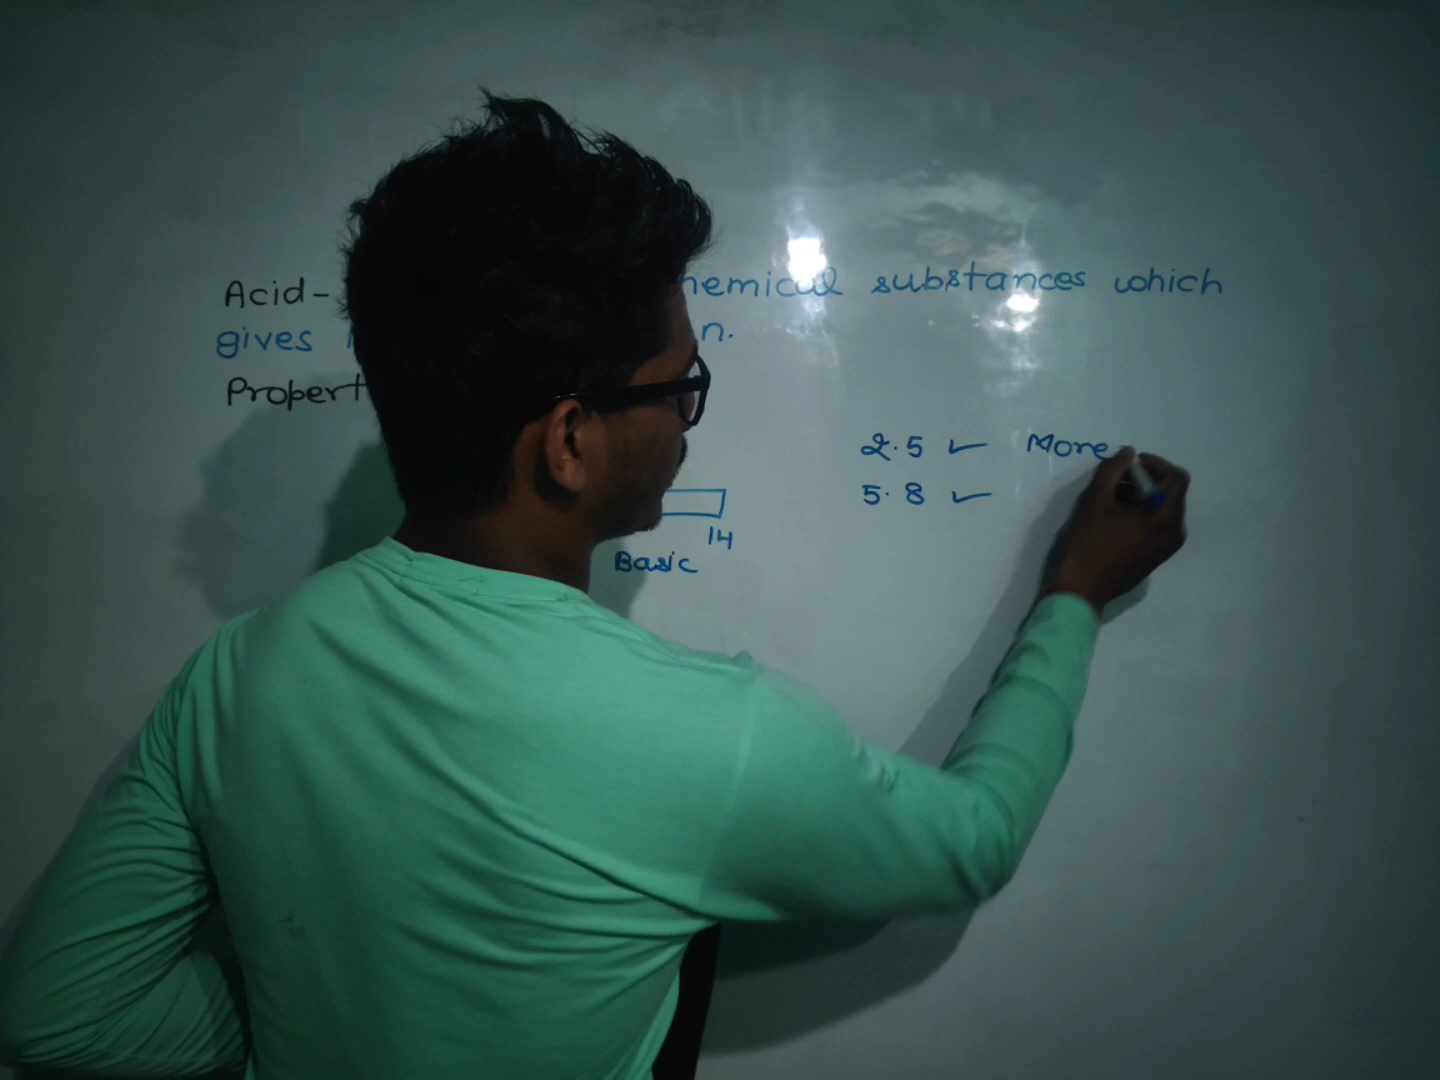 Acid- hemical substances which
gives n.
Propert
2.5 ✓ More
5.8 ✓
14
Basic